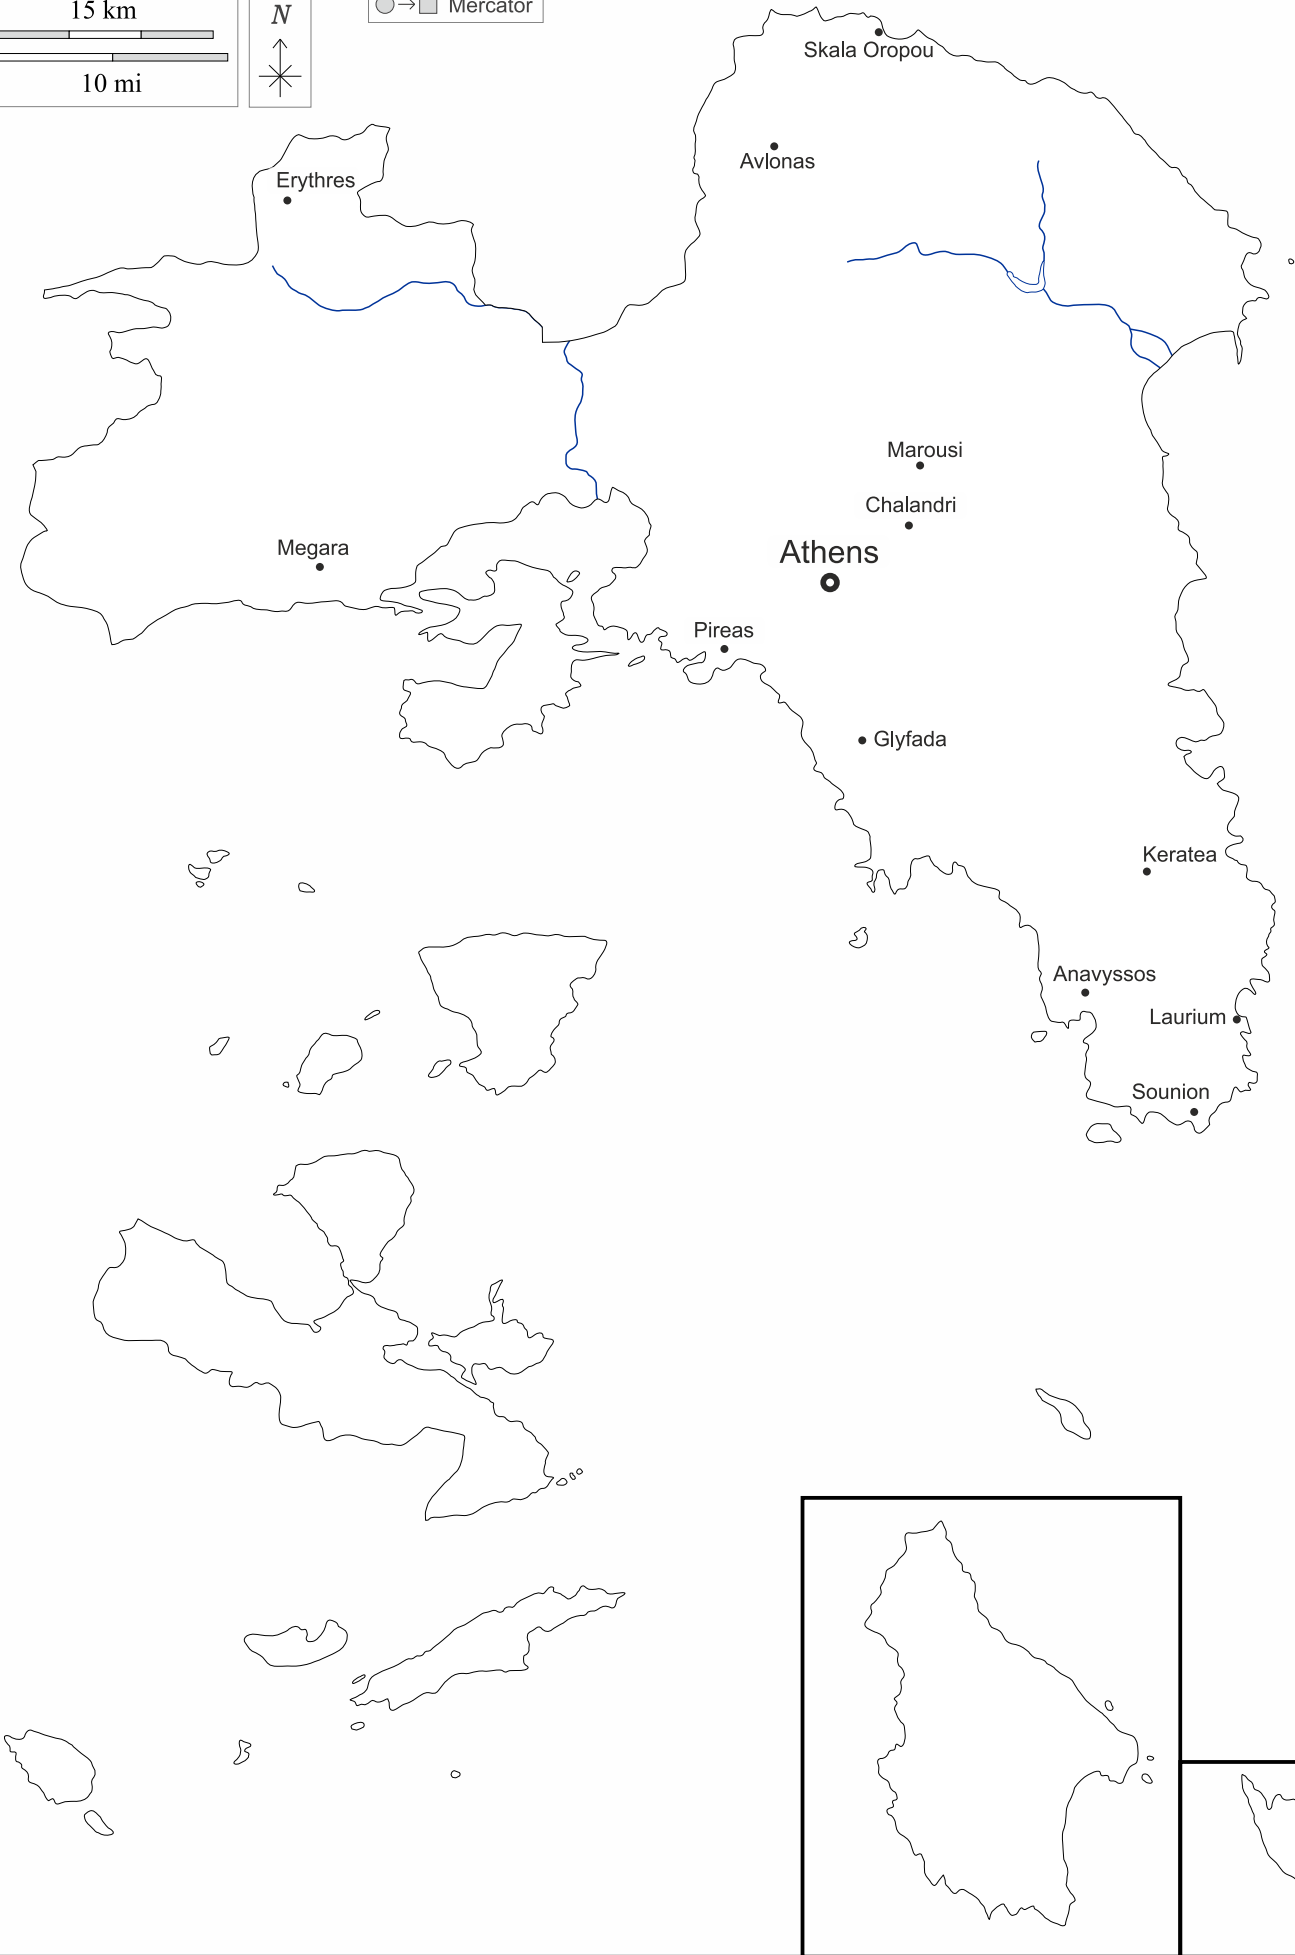 15 km
10 mi
N
Mercator
Skala Oropou
Avlonas
Erythres
Marousi
Chalandri
Megara
Athens
Pireas
Glyfada
Keratea
Anavyssos
Laurium
Sounion